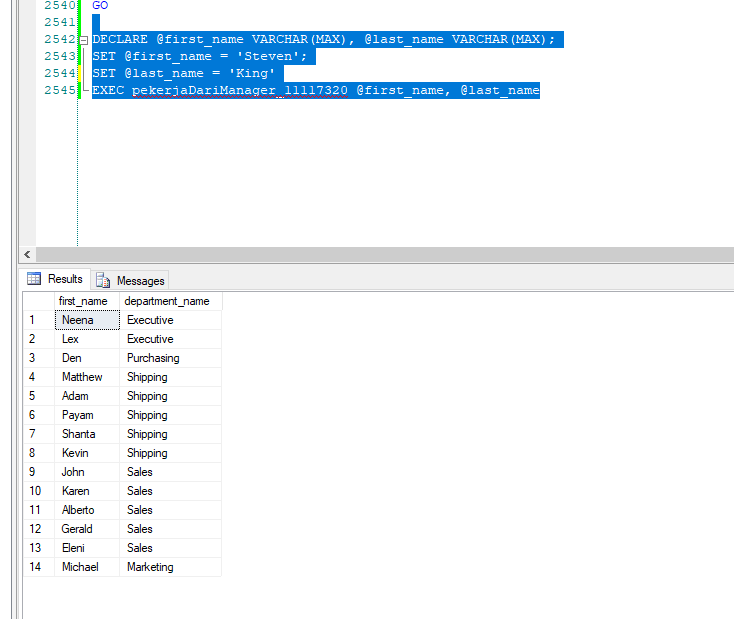 2540 GO
2541
2542 DECLARE @first_name VARCHAR(MAX), @last_name VARCHAR(MAX);
2543 SET @first_name = 'Steven';
2544 SET @last_name = 'King'
2545 EXEC pekerjaDariManager_11117320 @first_name, @last_name
Results Messages
first_name department_name
1 Neena Executive
2 Lex Executive
3 Den Purchasing
4 Matthew Shipping
5 Adam Shipping
6 Payam Shipping
7 Shanta Shipping
8 Kevin Shipping
9 John Sales
10 Karen Sales
11 Alberto Sales
12 Gerald Sales
13 Eleni Sales
14 Michael Marketing